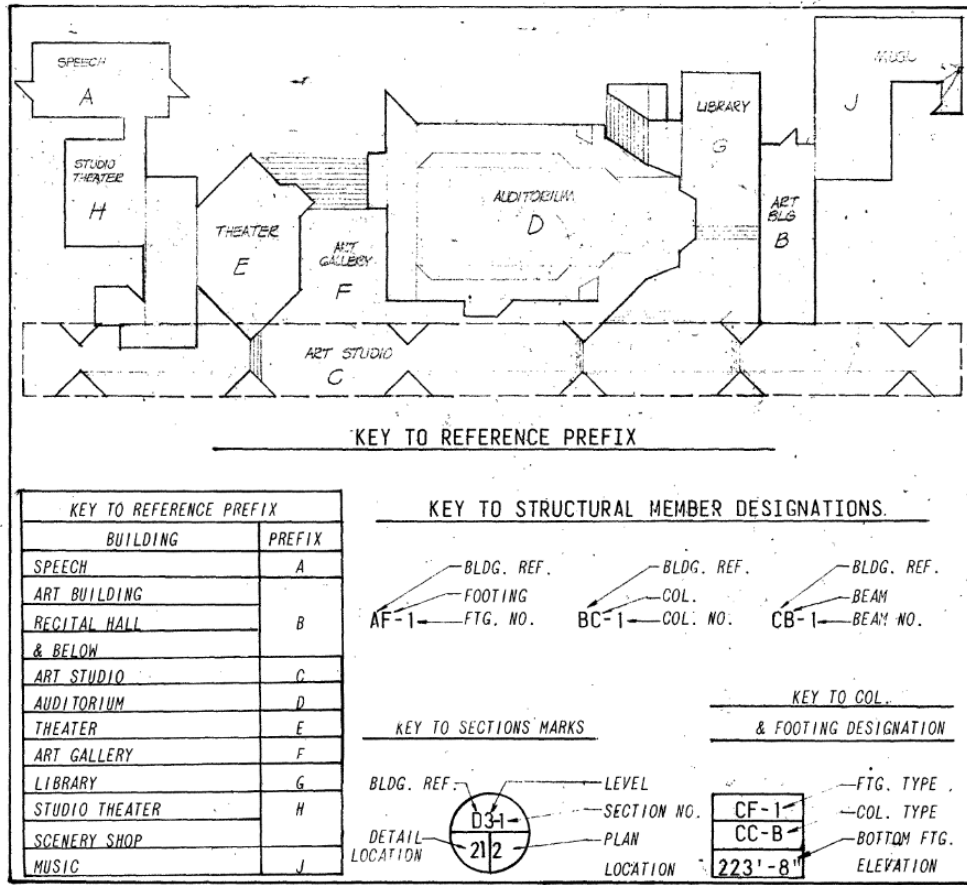 SPEECH
A
STUDIO
THEATER
H
THEATER
E
ART
GALLERY
F
AUDITORIUM
D
LIBRARY
G
ART
BLG
B
J
ART STUDIO
C
KEY TO REFERENCE PREFIX
KEY TO REFERENCE PREFIX
BUILDING PREFIX
SPEECH A
ART BUILDING
RECITAL HALL B
& BELOW
ART STUDIO C
AUDITORIUM D
THEATER E
ART GALLERY F
LIBRARY G
STUDIO THEATER H
SCENERY SHOP
MUSIC J
KEY TO STRUCTURAL MEMBER DESIGNATIONS.
BLDG. REF.
FOOTING
AF-1 FTG. NO.
BLDG. REF.
COL.
BC-1 COL. NO.
BLDG. REF.
BEAM
CB-1 BEAM NO.
KEY TO SECTIONS MARKS
BLDG. REF. LEVEL
D3-1 SECTION NO.
DETAIL 21 2 PLAN
LOCATION LOCATION
KEY TO COL.
& FOOTING DESIGNATION
CF-1 FTG. TYPE
CC-B COL. TYPE
223'-8" BOTTOM FTG.
ELEVATION